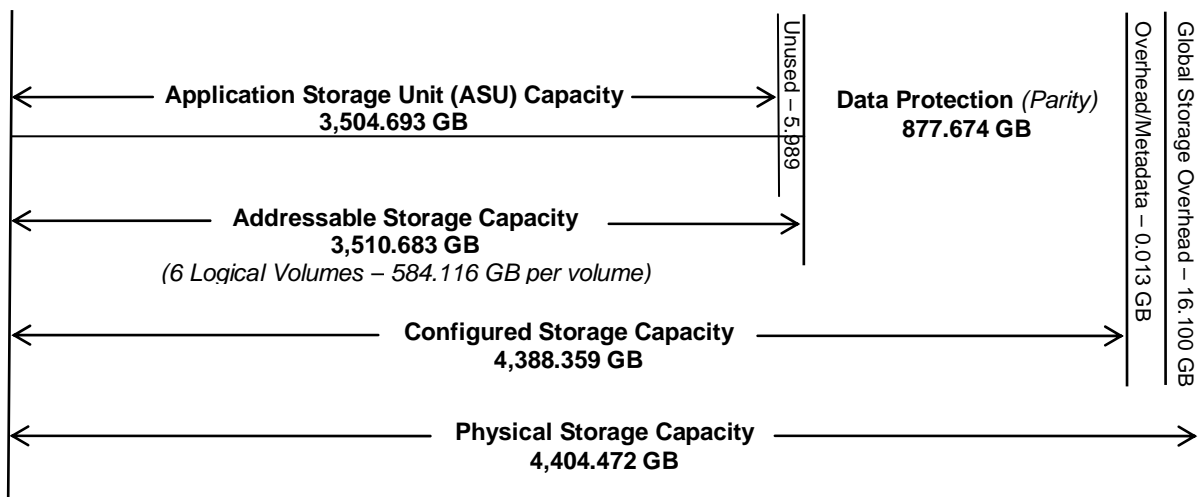 Application Storage Unit (ASU) Capacity
3,504.693 GB
Unused – 5.989
Data Protection (Parity)
877.674 GB
Overhead/Metadata – 0.013 GB
Global Storage Overhead – 16.100 GB
Addressable Storage Capacity
3,510.683 GB
(6 Logical Volumes – 584.116 GB per volume)
Configured Storage Capacity
4,388.359 GB
Physical Storage Capacity
4,404.472 GB